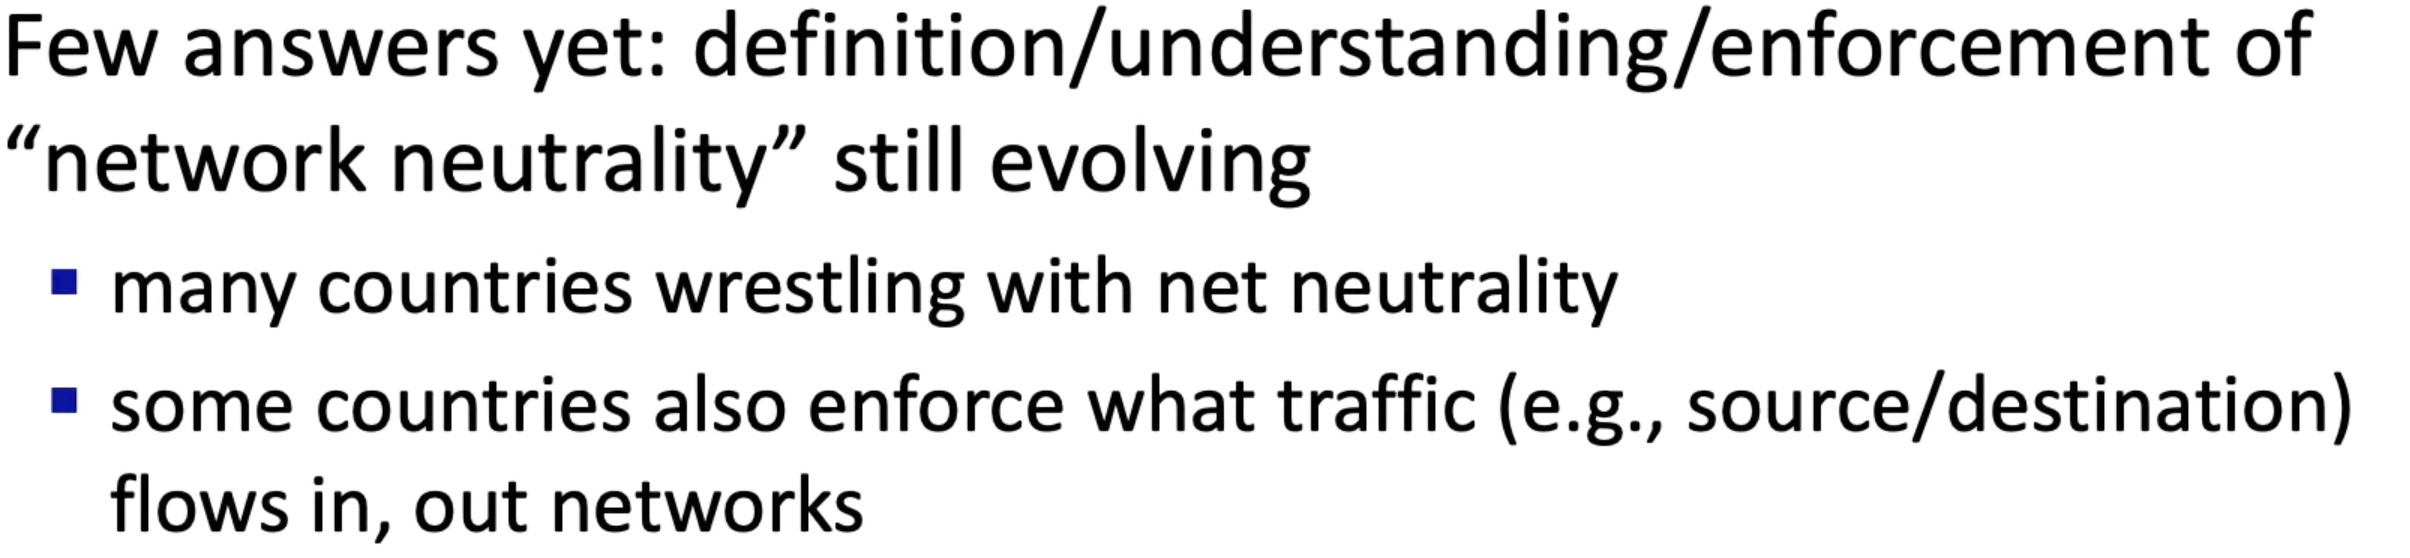 Few answers yet: definition/understanding/enforcement of
“network neutrality” still evolving
▪ many countries wrestling with net neutrality
▪ some countries also enforce what traffic (e.g., source/destination)
flows in, out networks